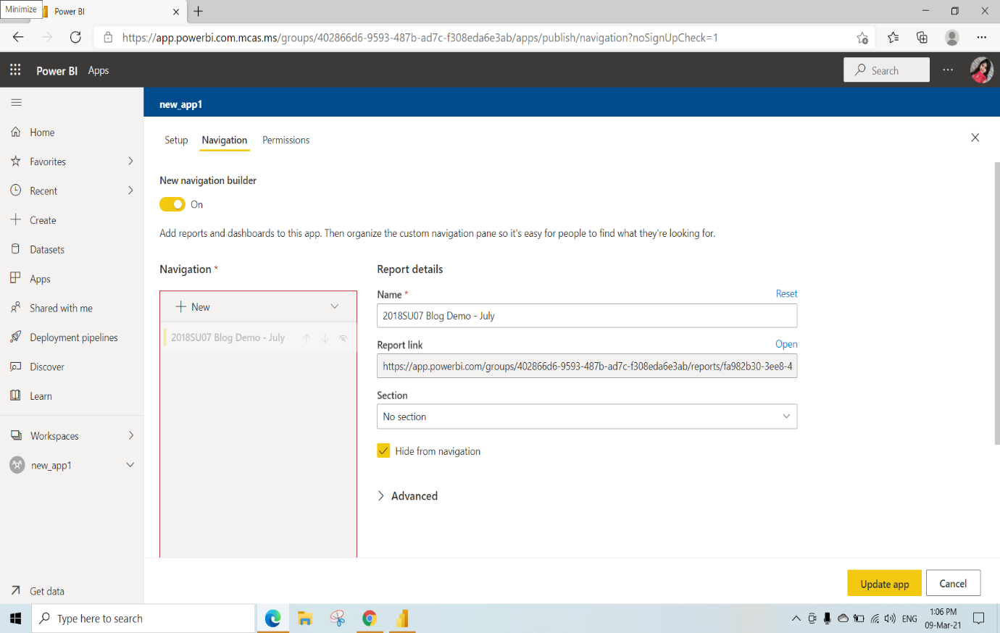 Minimize
Power BI
https://app.powerbi.com.mcas.ms/groups/402866d6-9593-487b-ad7c-f308eda6e3ab/apps/publish/navigation?noSignUpCheck=1
Power BI Apps
Search
new_app1
Home
Favorites
Recent
Create
Datasets
Apps
Shared with me
Deployment pipelines
Discover
Learn
Workspaces
new_app1
Get data
Setup Navigation Permissions
New navigation builder
On
Add reports and dashboards to this app. Then organize the custom navigation pane so it's easy for people to find what they're looking for.
Navigation *
New
2018SU07 Blog Demo - July
Report details
Name * Reset
2018SU07 Blog Demo - July
Report link Open
https://app.powerbi.com/groups/402866d6-9593-487b-ad7c-f308eda6e3ab/reports/fa982b30-3ee8-4
Section
No section
Hide from navigation
Advanced
Update app Cancel
Type here to search
ENG
1:06 PM
09-Mar-21